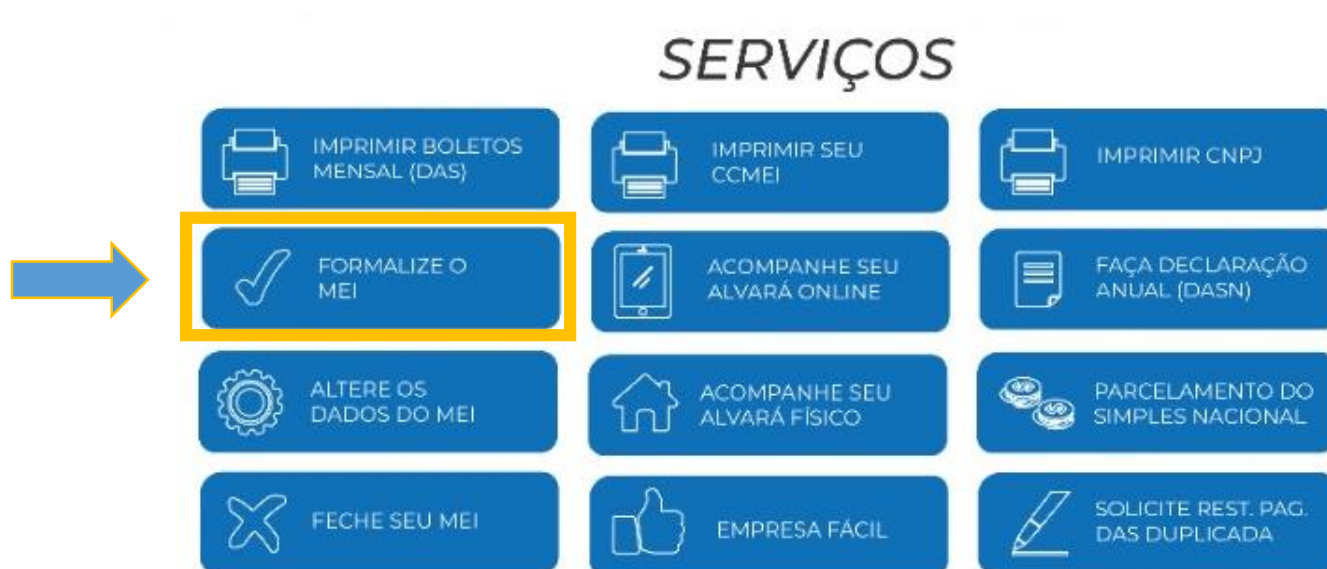 SERVIÇOS
IMPRIMIR BOLETOS
MENSAL (DAS)
IMPRIMIR SEU
CCMEI
IMPRIMIR CNPJ
FORMALIZE O
MEI
ACOMPANHE SEU
ALVARÁ ONLINE
FAÇA DECLARAÇÃO
ANUAL (DASN)
ALTERE OS
DADOS DO MEI
ACOMPANHE SEU
ALVARÁ FÍSICO
PARCELAMENTO DO
SIMPLES NACIONAL
FECHE SEU MEI
EMPRESA FÁCIL
SOLICITE REST. PAG.
DAS DUPLICADA